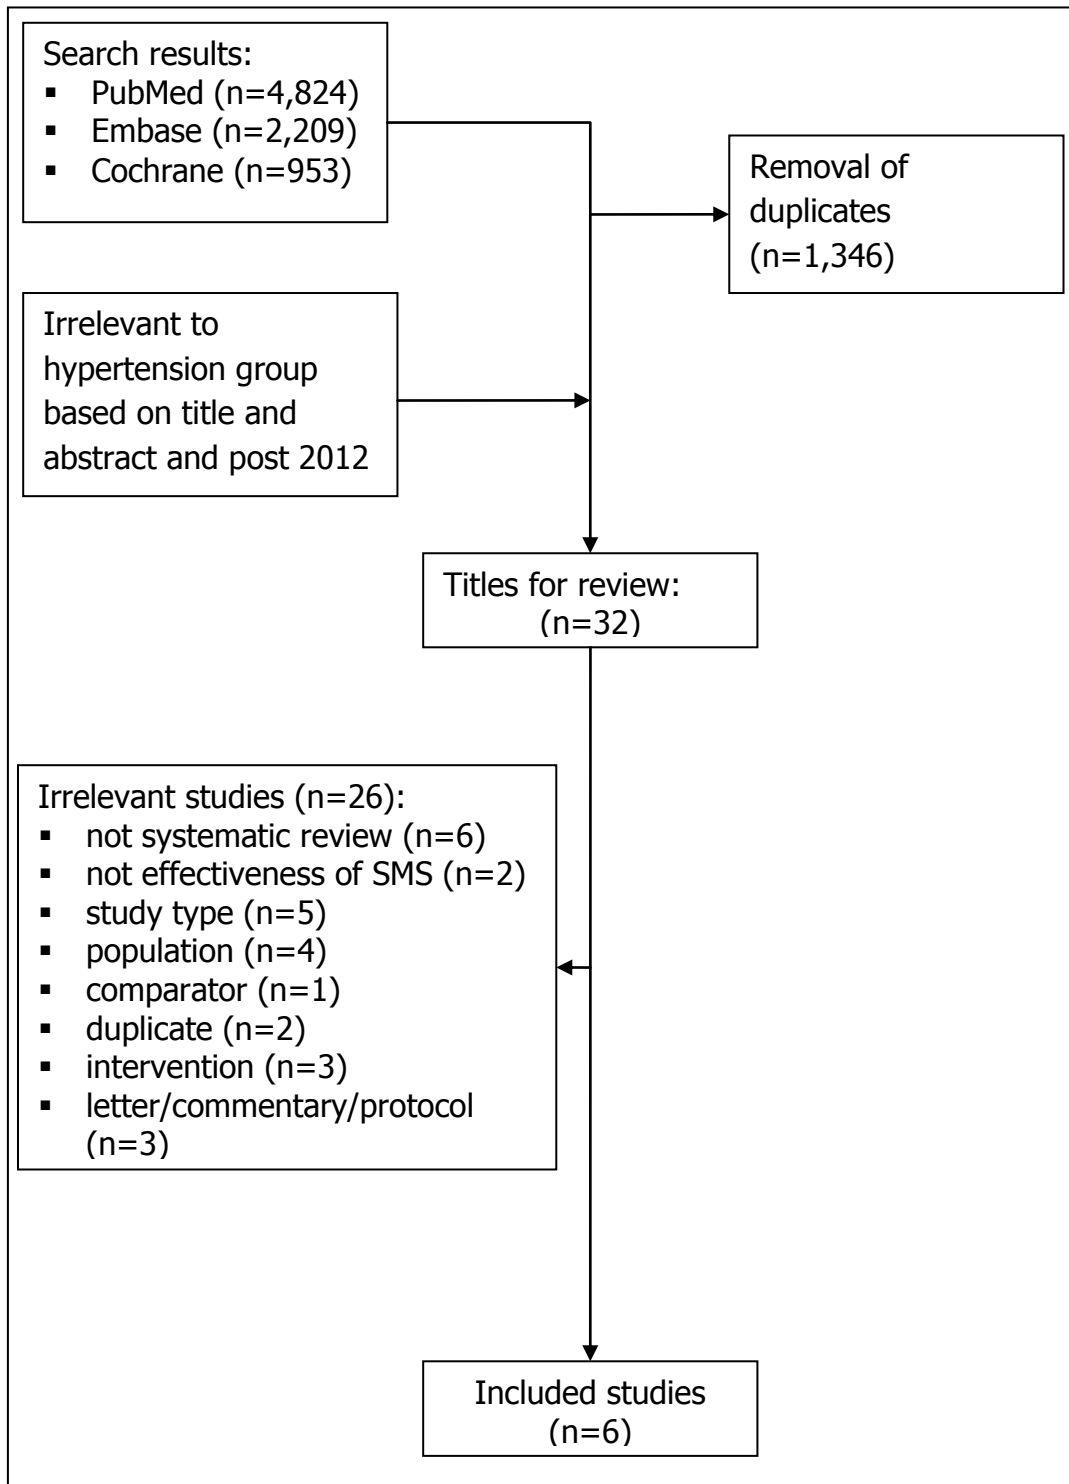 Search results:
▪ PubMed (n=4,824)
▪ Embase (n=2,209)
▪ Cochrane (n=953)
Removal of
duplicates
(n=1,346)
Irrelevant to
hypertension group
based on title and
abstract and post 2012
Titles for review:
(n=32)
Irrelevant studies (n=26):
▪ not systematic review (n=6)
▪ not effectiveness of SMS (n=2)
▪ study type (n=5)
▪ population (n=4)
▪ comparator (n=1)
▪ duplicate (n=2)
▪ intervention (n=3)
▪ letter/commentary/protocol
(n=3)
Included studies
(n=6)